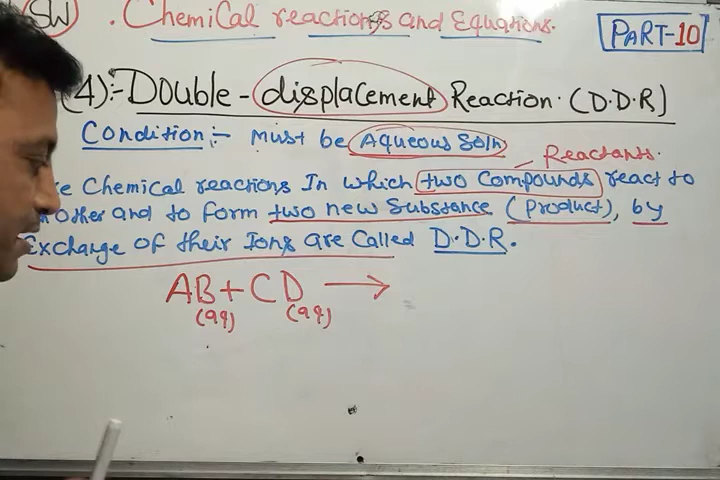 SW . Chemical reactions and Equations. PART-10
(4):- Double-displacement Reaction. (D.D.R)
Condition:- must be Aqueous Soln
Reactants.
Chemical reactions In which two Compounds react to
and to form two new Substance (Product), by
Exchange of their Ions are Called D.D.R.
AB + CD →
(aq) (aq)